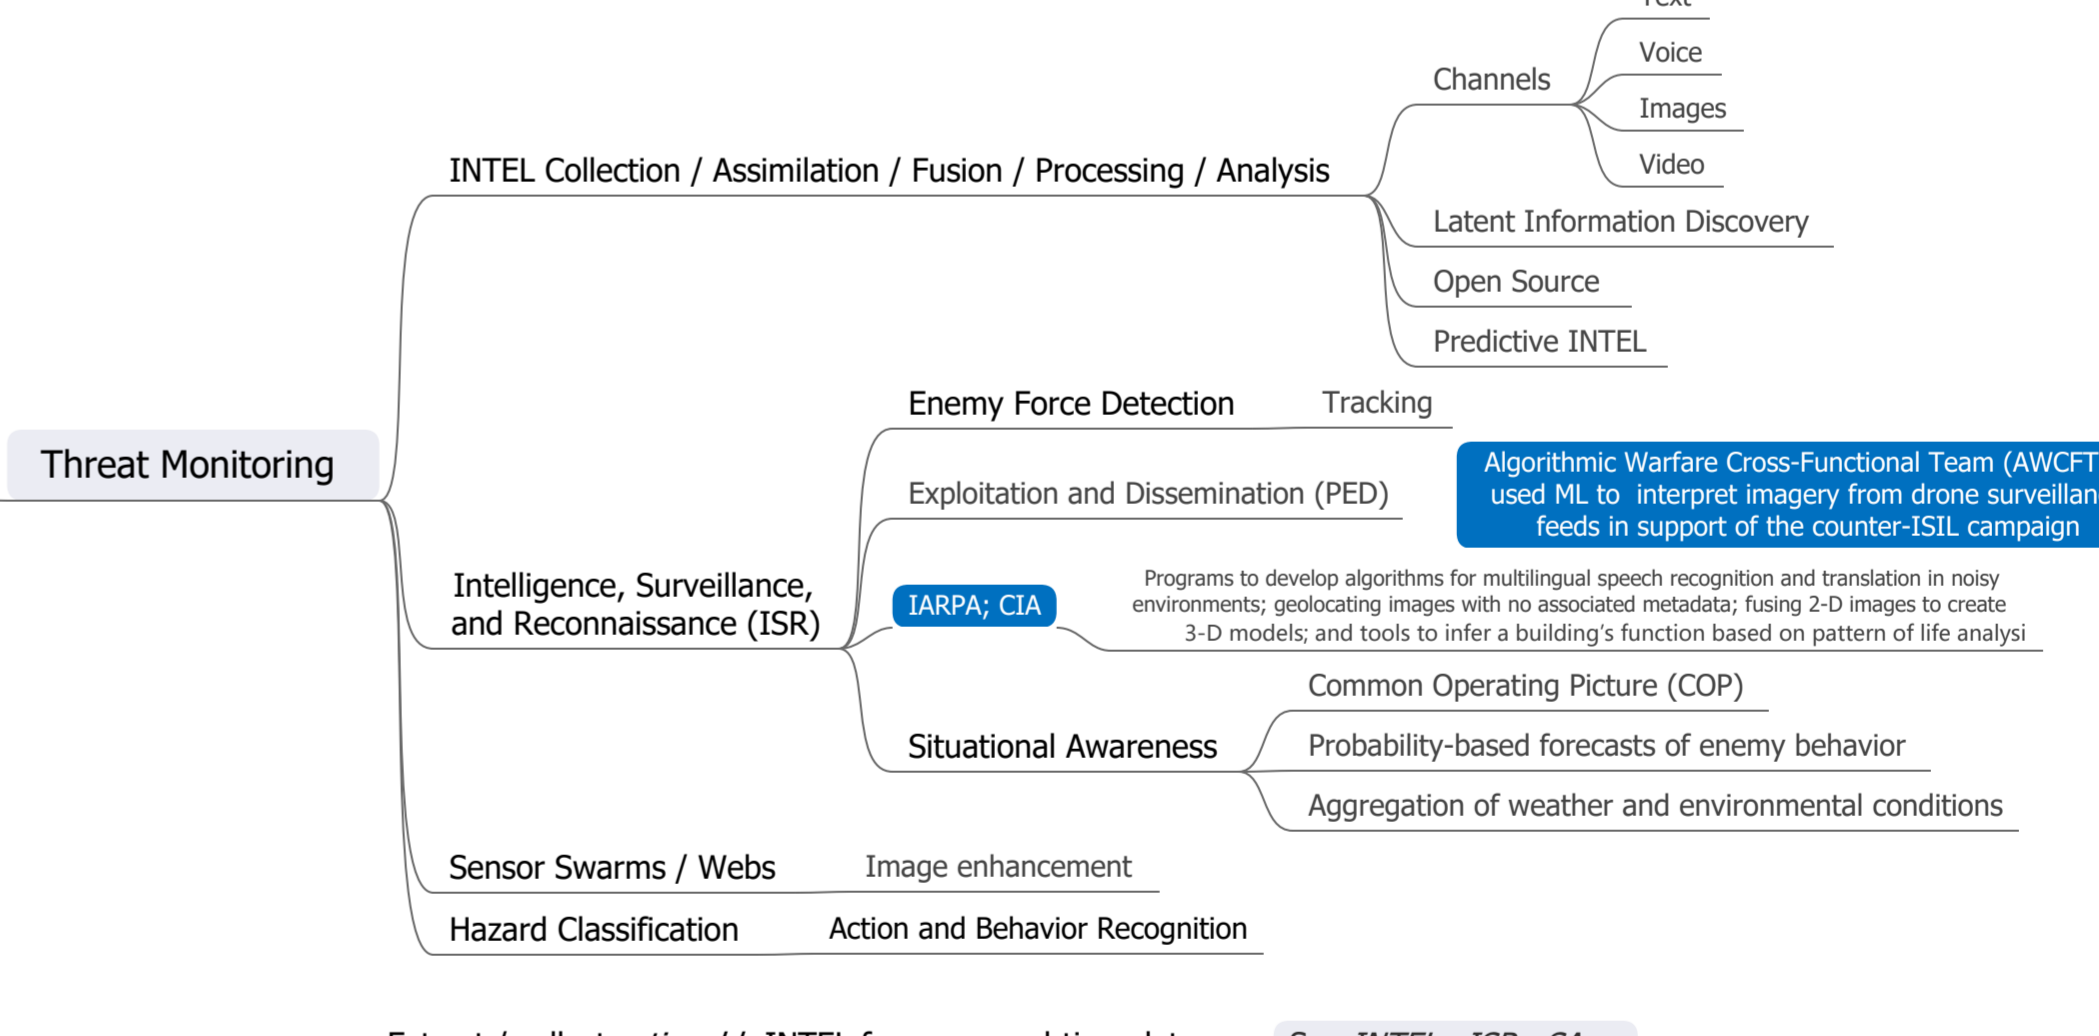 Text
Voice
Channels
Images
Video
INTEL Collection / Assimilation / Fusion / Processing / Analysis
Latent Information Discovery
Open Source
Predictive INTEL
Threat Monitoring
Enemy Force Detection
Tracking
Exploitation and Dissemination (PED)
Algorithmic Warfare Cross-Functional Team (AWCFT
used ML to interpret imagery from drone surveillan
feeds in support of the counter-ISIL campaign
Intelligence, Surveillance,
and Reconnaissance (ISR)
IARPA; CIA
Programs to develop algorithms for multilingual speech recognition and translation in noisy
environments; geolocating images with no associated metadata; fusing 2-D images to create
3-D models; and tools to infer a building's function based on pattern of life analysi
Situational Awareness
Common Operating Picture (COP)
Probability-based forecasts of enemy behavior
Aggregation of weather and environmental conditions
Sensor Swarms / Webs
Image enhancement
Hazard Classification
Action and Behavior Recognition